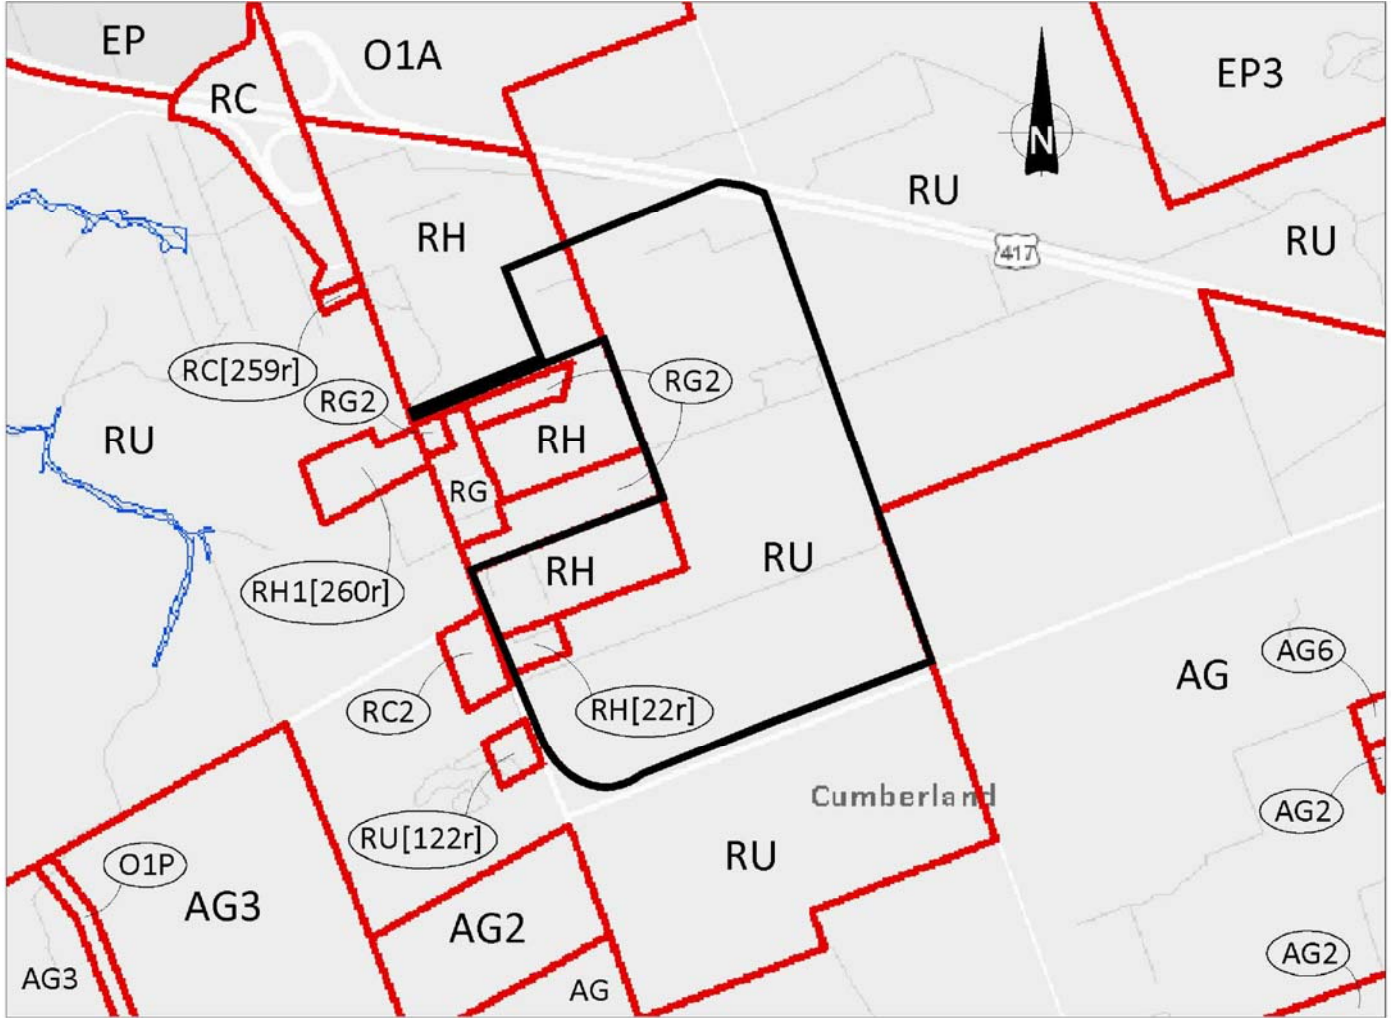 EP
O1A
RC
EP3
N
RU
RH
417
RU
RC[259r]
RG2
RG2
RU
RH
RG
RH1[260r]
RH
RU
AG6
AG
RC2
RH[22r]
Cumberland
AG2
RU[122r]
RU
O1P
AG3
AG2
AG2
AG3
AG